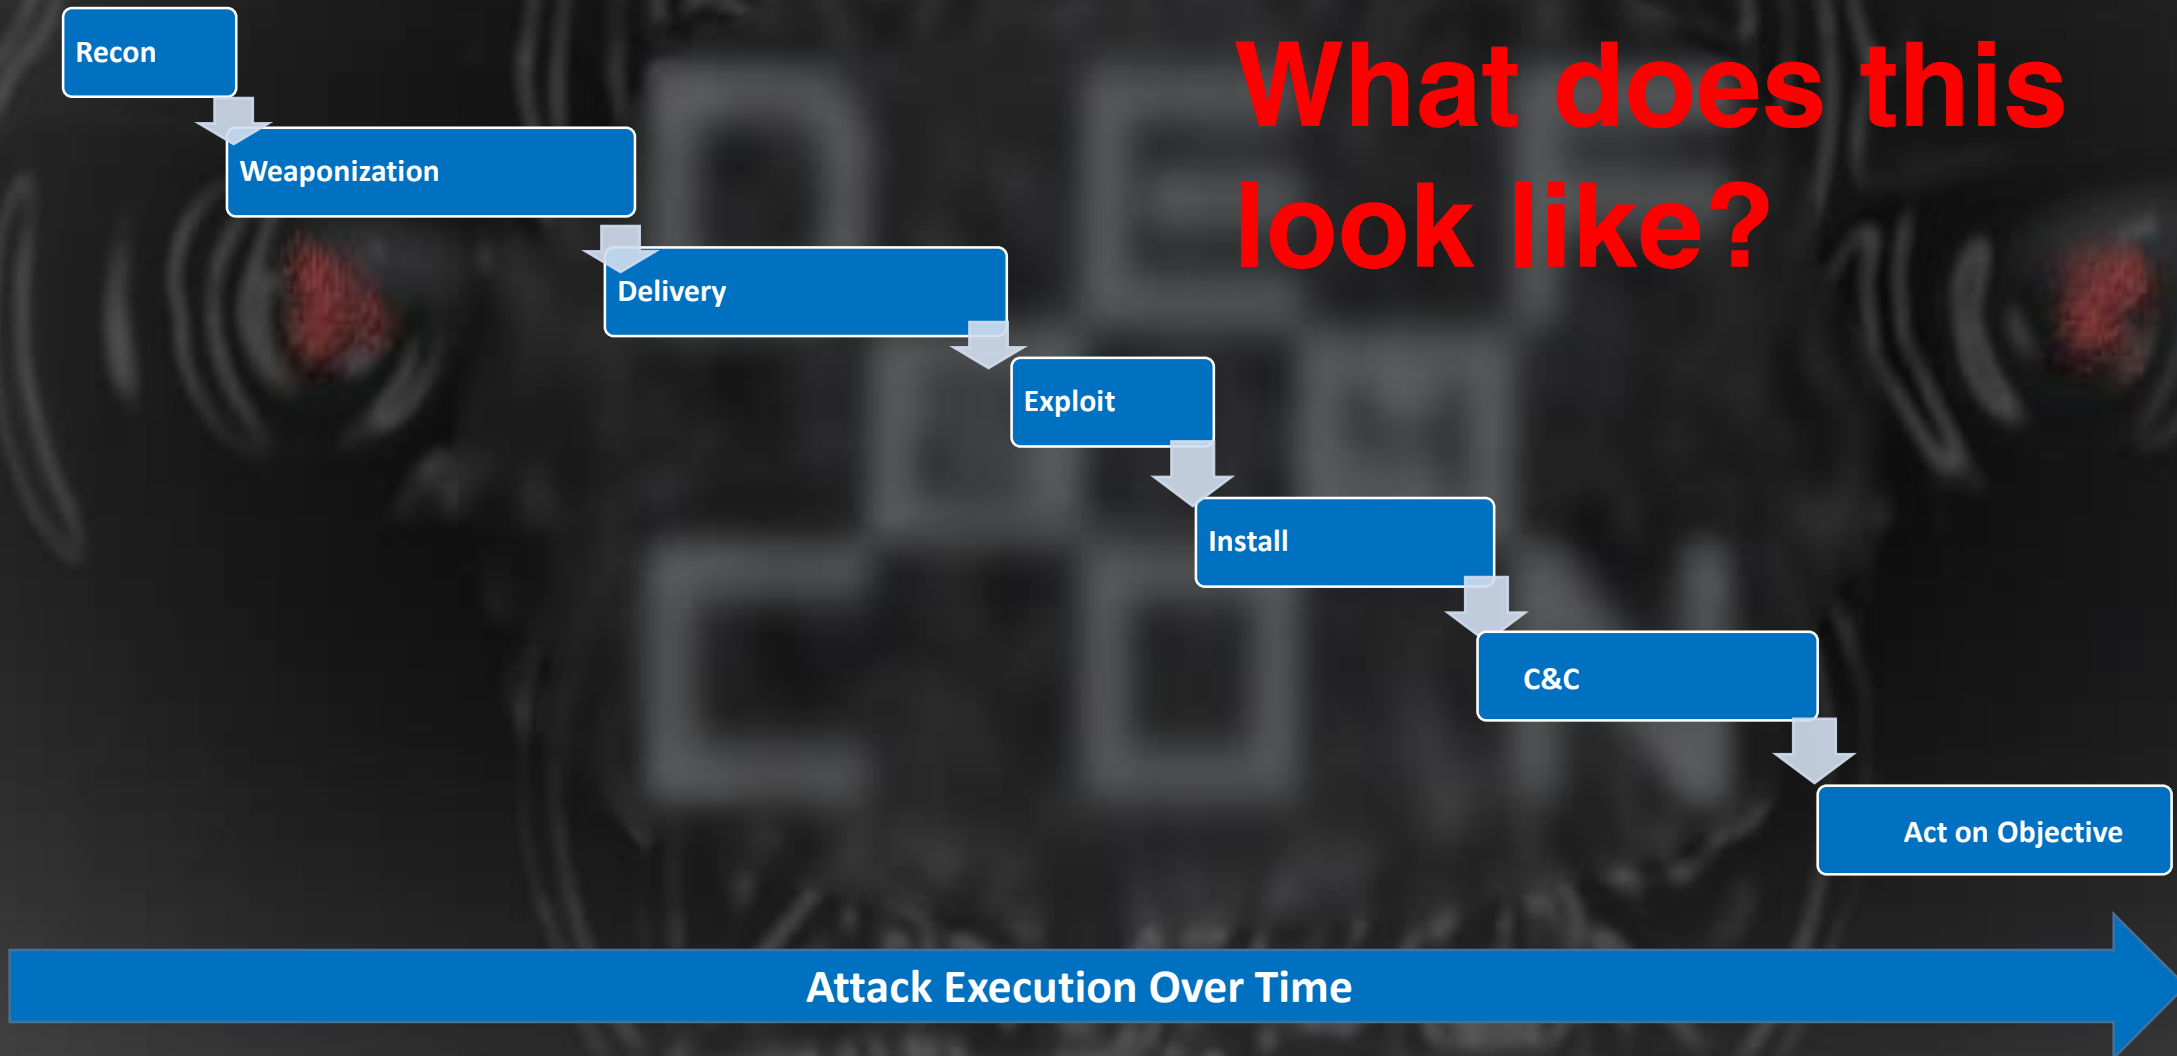 What does this
look like?
Recon
Weaponization
Delivery
Exploit
Install
C&C
Act on Objective
Attack Execution Over Time
D E F
C O N